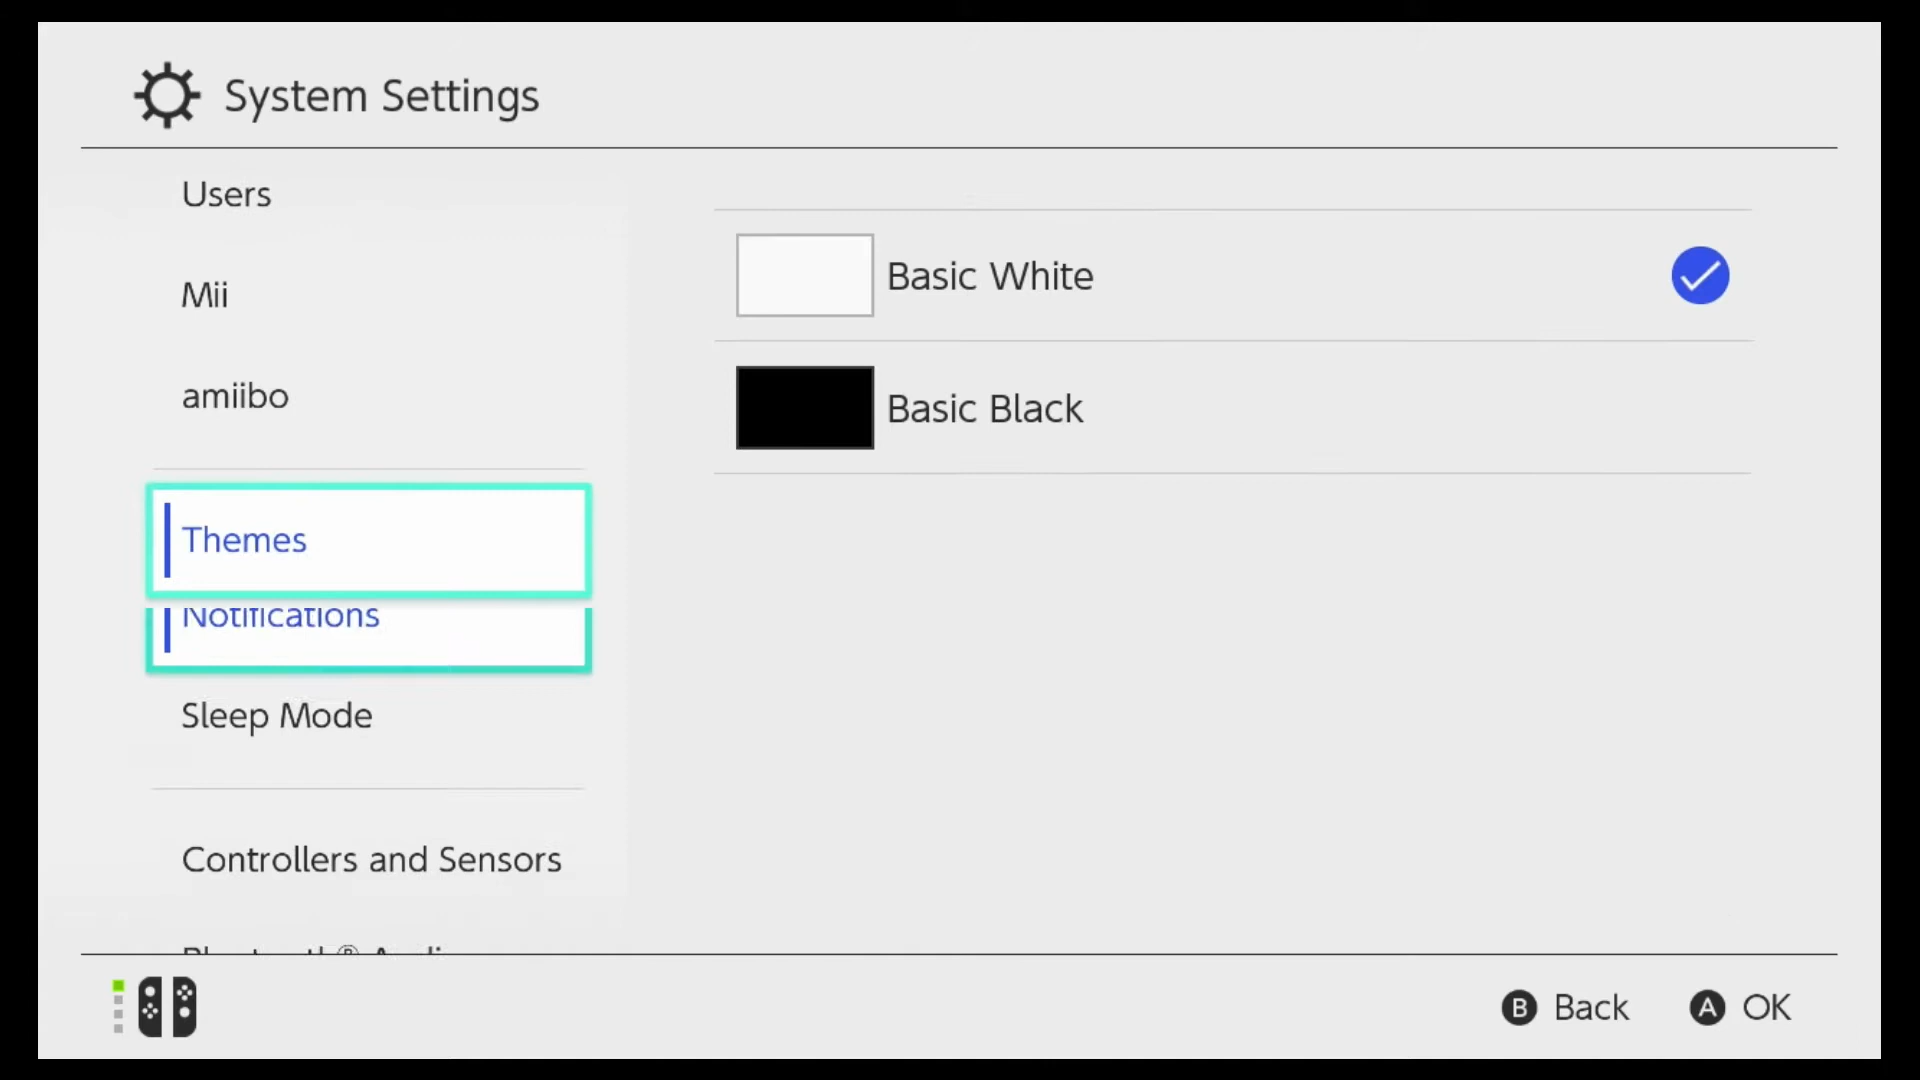 System Settings
Users
Mii
amiibo
Themes
Notifications
Sleep Mode
Controllers and Sensors
Basic White
Basic Black
B Back
A OK